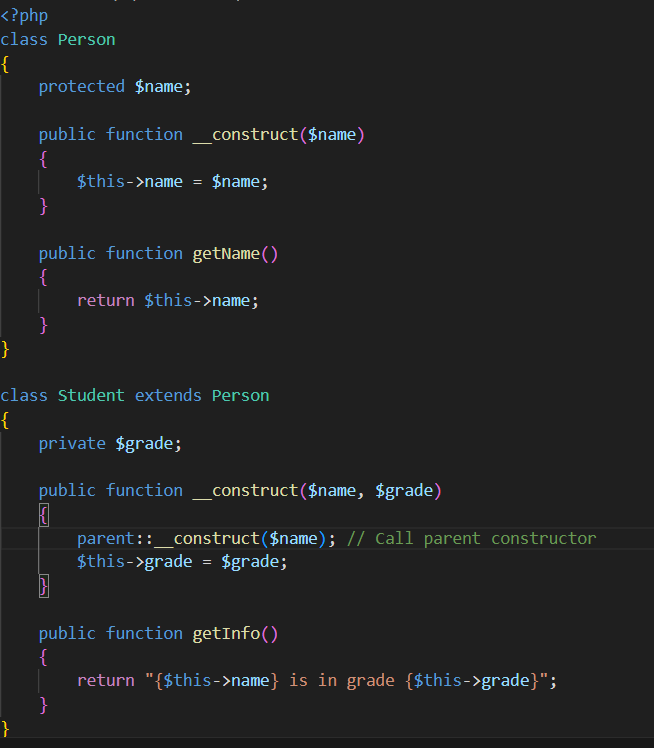 <?php
class Person
{
    protected $name;

    public function __construct($name)
    {
        $this->name = $name;
    }

    public function getName()
    {
        return $this->name;
    }
}

class Student extends Person
{
    private $grade;

    public function __construct($name, $grade)
    {
        parent::__construct($name); // Call parent constructor
        $this->grade = $grade;
    }

    public function getInfo()
    {
        return "{$this->name} is in grade {$this->grade}";
    }
}